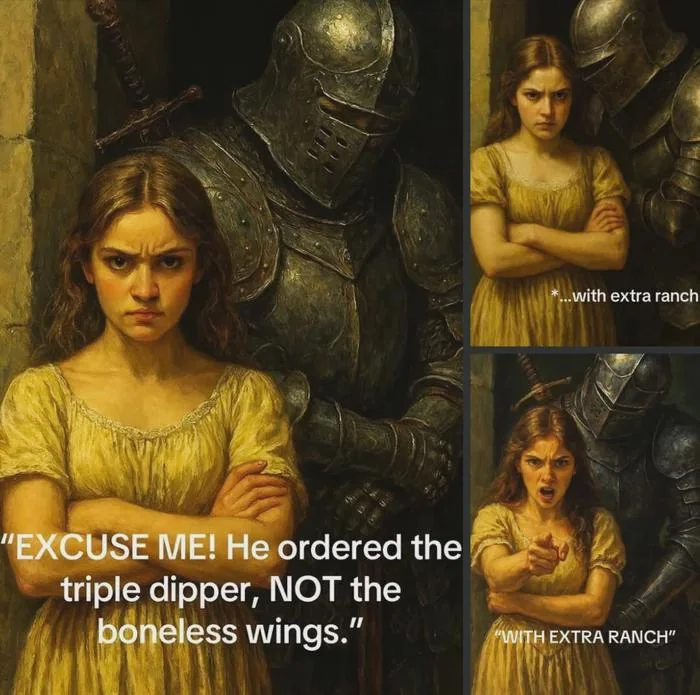 “EXCUSE ME! He ordered the
triple dipper, NOT the
boneless wings.”
*...with extra ranch
“WITH EXTRA RANCH”